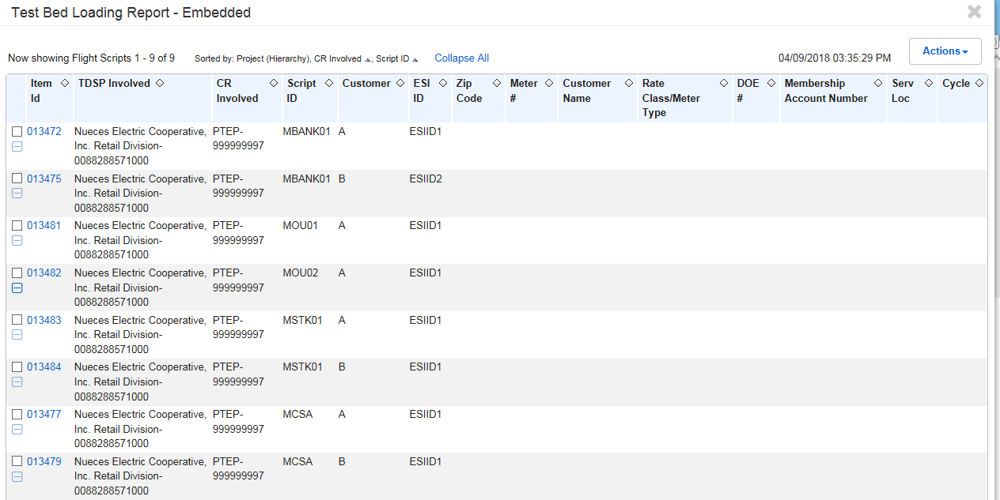 Test Bed Loading Report - Embedded
Now showing Flight Scripts 1 - 9 of 9 Sorted by: Project (Hierarchy), CR Involved, Script ID Collapse All 04/09/2018 03:35:29 PM Actions
Item Id TDSP Involved CR Involved Script ID Customer ESI ID Zip Code Meter # Customer Name Rate Class/Meter Type DOE # Membership Account Number Serv Loc Cycle
013472 Nueces Electric Cooperative, PTEP- MBANK01 A ESIID1
Inc. Retail Division- 999999997
0088288571000
013475 Nueces Electric Cooperative, PTEP- MBANK01 B ESIID2
Inc. Retail Division- 999999997
0088288571000
013481 Nueces Electric Cooperative, PTEP- MOU01 A ESIID1
Inc. Retail Division- 999999997
0088288571000
013482 Nueces Electric Cooperative, PTEP- MOU02 A ESIID1
Inc. Retail Division- 999999997
0088288571000
013483 Nueces Electric Cooperative, PTEP- MSTK01 A ESIID1
Inc. Retail Division- 999999997
0088288571000
013484 Nueces Electric Cooperative, PTEP- MSTK01 B ESIID1
Inc. Retail Division- 999999997
0088288571000
013477 Nueces Electric Cooperative, PTEP- MCSA A ESIID1
Inc. Retail Division- 999999997
0088288571000
013479 Nueces Electric Cooperative, PTEP- MCSA B ESIID1
Inc. Retail Division- 999999997
0088288571000